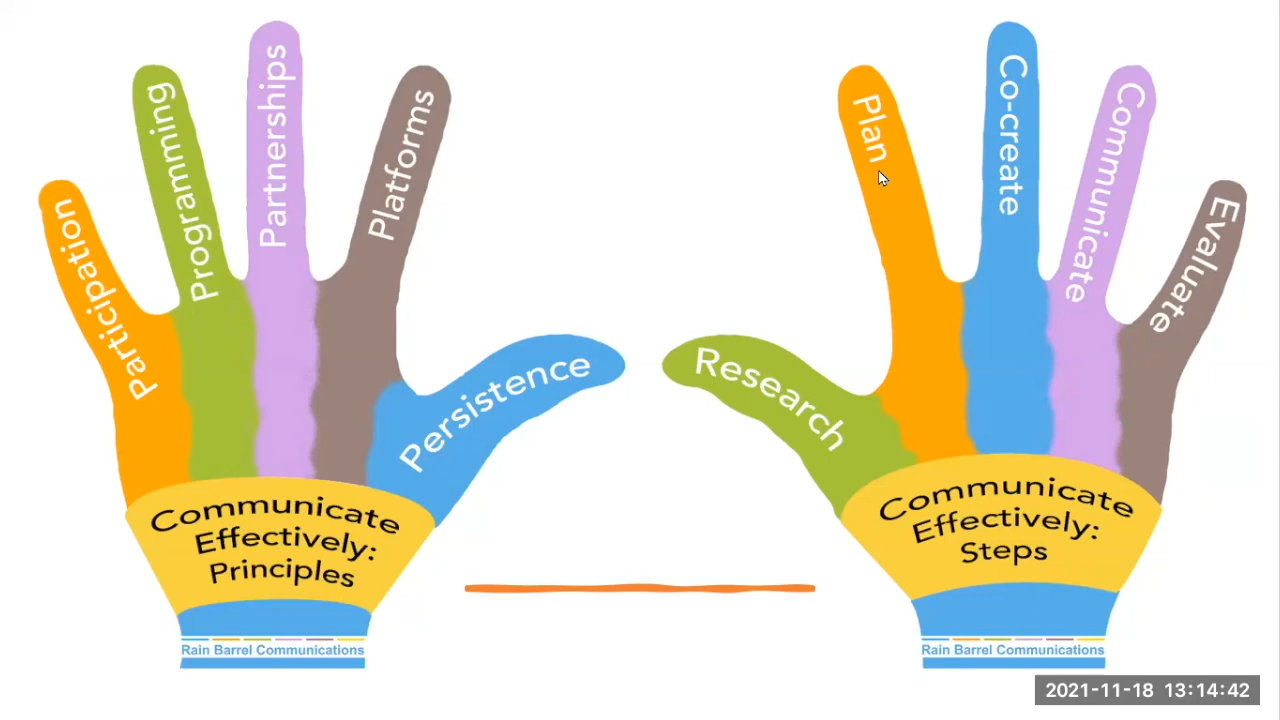 Participation
Programming
Partnerships
Platforms
Persistence
Communicate
Effectively:
Principles
Rain Barrel Communications
Research
Plan
Co-create
Communicate
Evaluate
Communicate
Effectively:
Steps
Rain Barrel Communications
2021-11-18 13:14:42